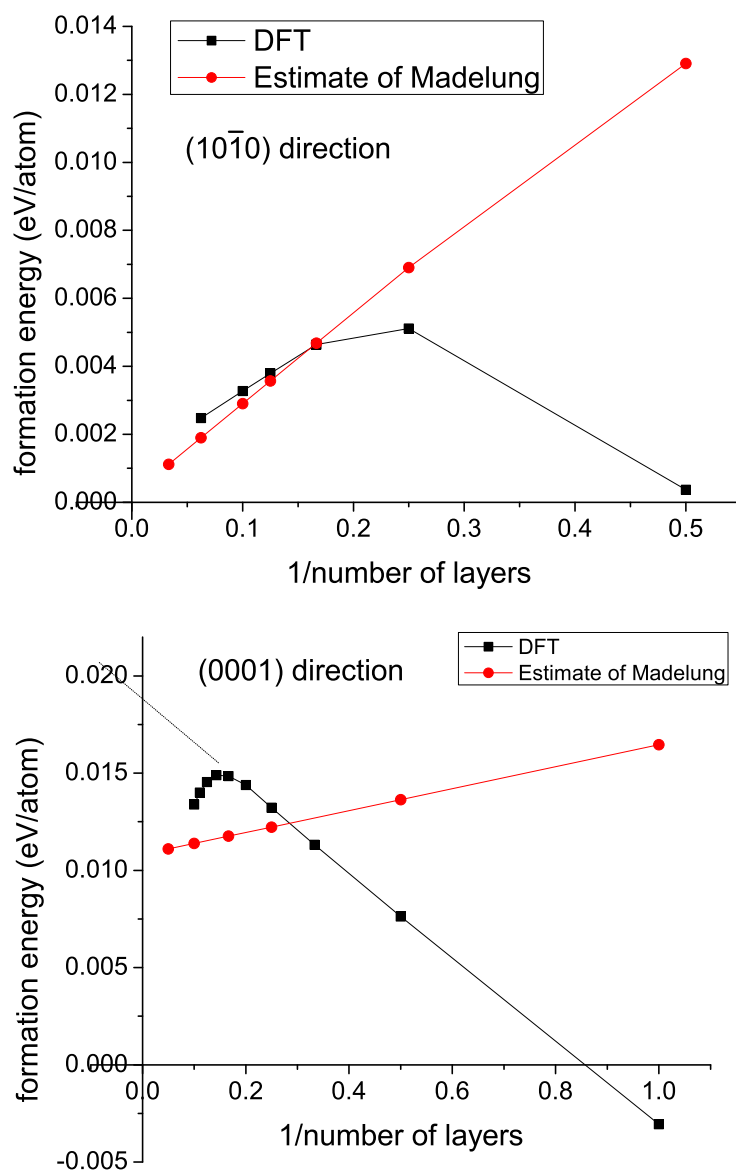 0.014
0.012
0.010
0.008
0.006
0.004
0.002
0.000
formation energy (eV/atom)
DFT
Estimate of Madelung
(101̅0) direction
0.0 0.1 0.2 0.3 0.4 0.5
1/number of layers
0.020
0.015
0.010
0.005
0.000
-0.005
formation energy (eV/atom)
(0001) direction
DFT
Estimate of Madelung
0.0 0.2 0.4 0.6 0.8 1.0
1/number of layers